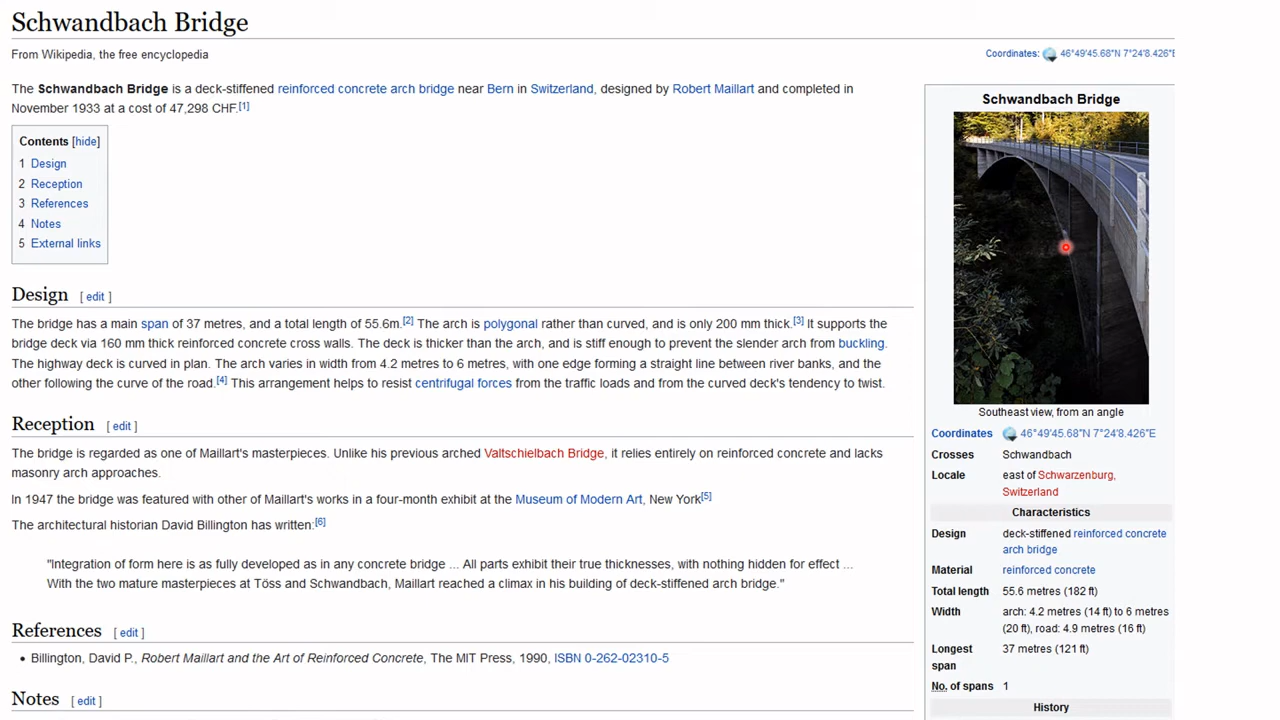 Schwandbach Bridge
From Wikipedia, the free encyclopedia
Coordinates: 46°49′45.68″N 7°24′8.426″E
The Schwandbach Bridge is a deck-stiffened reinforced concrete arch bridge near Bern in Switzerland, designed by Robert Maillart and completed in
November 1933 at a cost of 47,298 CHF.[1]
Contents [hide]
1 Design
2 Reception
3 References
4 Notes
5 External links
Design [ edit ]
The bridge has a main span of 37 metres, and a total length of 55.6m.[2] The arch is polygonal rather than curved, and is only 200 mm thick.[3] It supports the
bridge deck via 160 mm thick reinforced concrete cross walls. The deck is thicker than the arch, and is stiff enough to prevent the slender arch from buckling.
The highway deck is curved in plan. The arch varies in width from 4.2 metres to 6 metres, with one edge forming a straight line between river banks, and the
other following the curve of the road.[4] This arrangement helps to resist centrifugal forces from the traffic loads and from the curved deck's tendency to twist.
Reception [ edit ]
The bridge is regarded as one of Maillart's masterpieces. Unlike his previous arched Valtschielbach Bridge, it relies entirely on reinforced concrete and lacks
masonry arch approaches.
In 1947 the bridge was featured with other of Maillart's works in a four-month exhibit at the Museum of Modern Art, New York[5]
The architectural historian David Billington has written:[6]
"Integration of form here is as fully developed as in any concrete bridge ... All parts exhibit their true thicknesses, with nothing hidden for effect ...
With the two mature masterpieces at Töss and Schwandbach, Maillart reached a climax in his building of deck-stiffened arch bridge."
References [ edit ]
• Billington, David P., Robert Maillart and the Art of Reinforced Concrete, The MIT Press, 1990, ISBN 0-262-02310-5
Notes [ edit ]
Schwandbach Bridge
Southeast view, from an angle
Coordinates 46°49′45.68″N 7°24′8.426″E
Crosses Schwandbach
Locale east of Schwarzenburg,
Switzerland
Characteristics
Design deck-stiffened reinforced concrete
arch bridge
Material reinforced concrete
Total length 55.6 metres (182 ft)
Width arch: 4.2 metres (14 ft) to 6 metres
(20 ft), road: 4.9 metres (16 ft)
Longest 37 metres (121 ft)
span
No. of spans 1
History